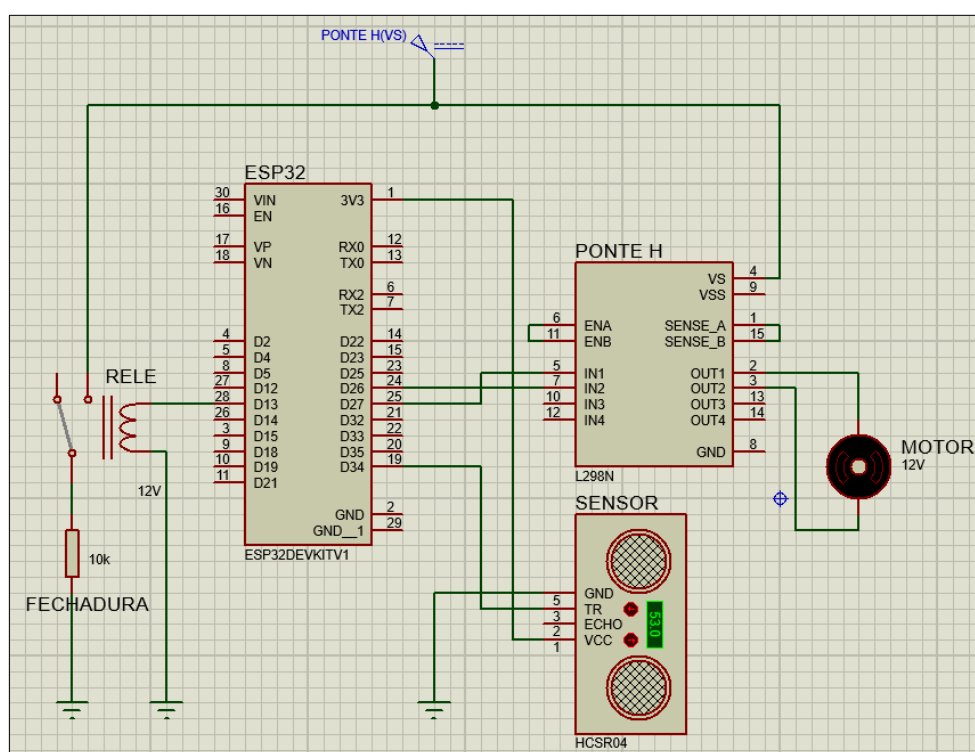 PONTE H(VS)
ESP32
30 VIN 3V3 1
16 EN
17 VP RX0 12
18 VN TX0 13
RX2 6
TX2 7
4 D2 D22 14
5 D4 D23 15
8 D5 D25 23
27 D12 D26 24
28 D13 D27 25
26 D14 D32 21
3 D15 D33 22
9 D18 D35 20
10 D19 D34 19
11 D21
GND 2
GND__1 29
ESP32DEVKITV1
RELE
12V
10k
FECHADURA
PONTE H
VS 4
VSS 9
6 ENA SENSE_A 1
11 ENB SENSE_B 15
5 IN1 OUT1 2
7 IN2 OUT2 3
10 IN3 OUT3 13
12 IN4 OUT4 14
GND 8
L298N
MOTOR
12V
SENSOR
GND
5 TR
3 ECHO
2 VCC
1
53.0
HCSR04